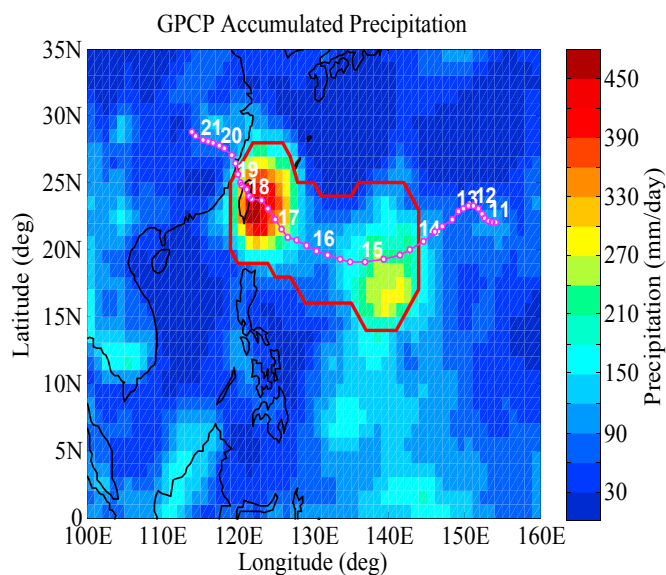 GPCP Accumulated Precipitation
35N
30N
25N
20N
15N
10N
5N
0
Latitude (deg)
100E 110E 120E 130E 140E 150E 160E
Longitude (deg)
21 20 19 18 17 16 15 14 13 12 11
450
390
330
270
210
150
90
30
Precipitation (mm/day)